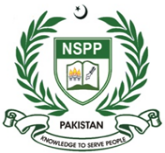 NSPP
PAKISTAN
KNOWLEDGE TO SERVE PEOPLE